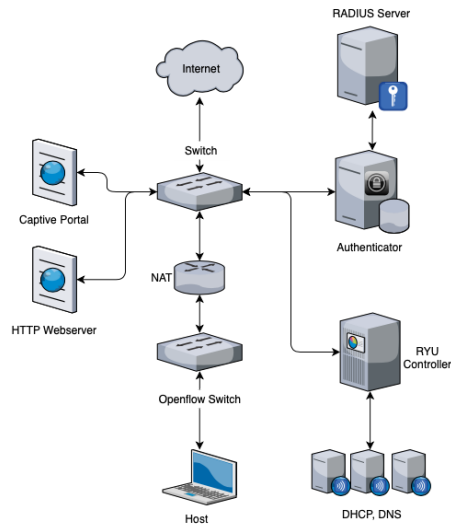 RADIUS Server
Internet
Switch
Captive Portal
Authenticator
NAT
HTTP Webserver
RYU
Controller
Openflow Switch
Host
DHCP, DNS